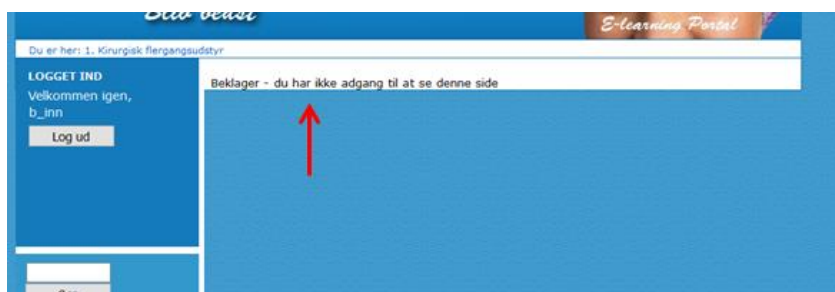 E-learning Portal
Du er her: 1. Kirurgisk flergangsudstyr
LOGGET IND
Velkommen igen,
b_inn
Log ud
Beklager - du har ikke adgang til at se denne side